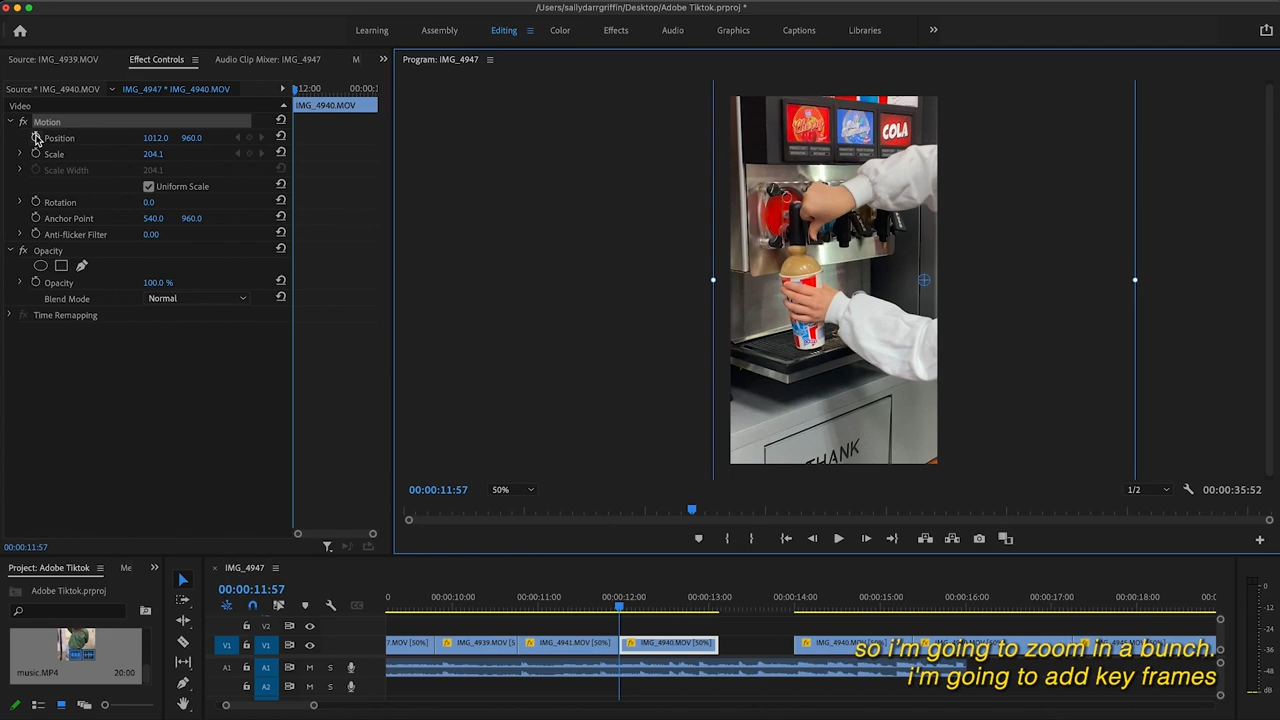 /Users/sallydarrgriffin/Desktop/Adobe Tiktok.prproj *
Learning Assembly Editing Color Effects Audio Graphics Captions Libraries
Source: IMG_4939.MOV Effect Controls Audio Clip Mixer: IMG_4947 M
Program: IMG_4947
Source * IMG_4940.MOV IMG_4947 * IMG_4940.MOV 12:00 00:00:1
Video IMG_4940.MOV
fx Motion
Position 1012.0 960.0
Scale 204.1
Scale Width 204.1
Uniform Scale
Rotation 0.0
Anchor Point 540.0 960.0
Anti-flicker Filter 0.00
fx Opacity
Opacity 100.0 %
Blend Mode Normal
Time Remapping
COLA
THANK
00:00:11:57 50% 1/2 00:00:35:52
00:00:11:57
Project: Adobe Tiktok Me
Adobe Tiktok.prproj
music.MP4 20:00
IMG_4947
00:00:11:57
0 00:00:10:00 00:00:11:00 00:00:12:00 00:00:13:00 00:00:14:00 00:00:15:00 00:00:16:00 00:00:17:00 00:00:18:00 00:0
V2
V1 V1 7.MOV [50%] IMG_4939.MOV [5 IMG_4941.MOV [50%] IMG_4940.MOV [50%] IMG_4940.MOV [50%]
A1 A1 M S
A2 M S
so i'm going to zoom in a bunch.
i'm going to add key frames
0
dB